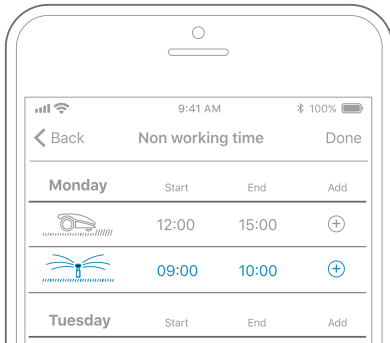 9:41 AM 100%
Back Non working time Done
Monday Start End Add
12:00 15:00
09:00 10:00
Tuesday Start End Add